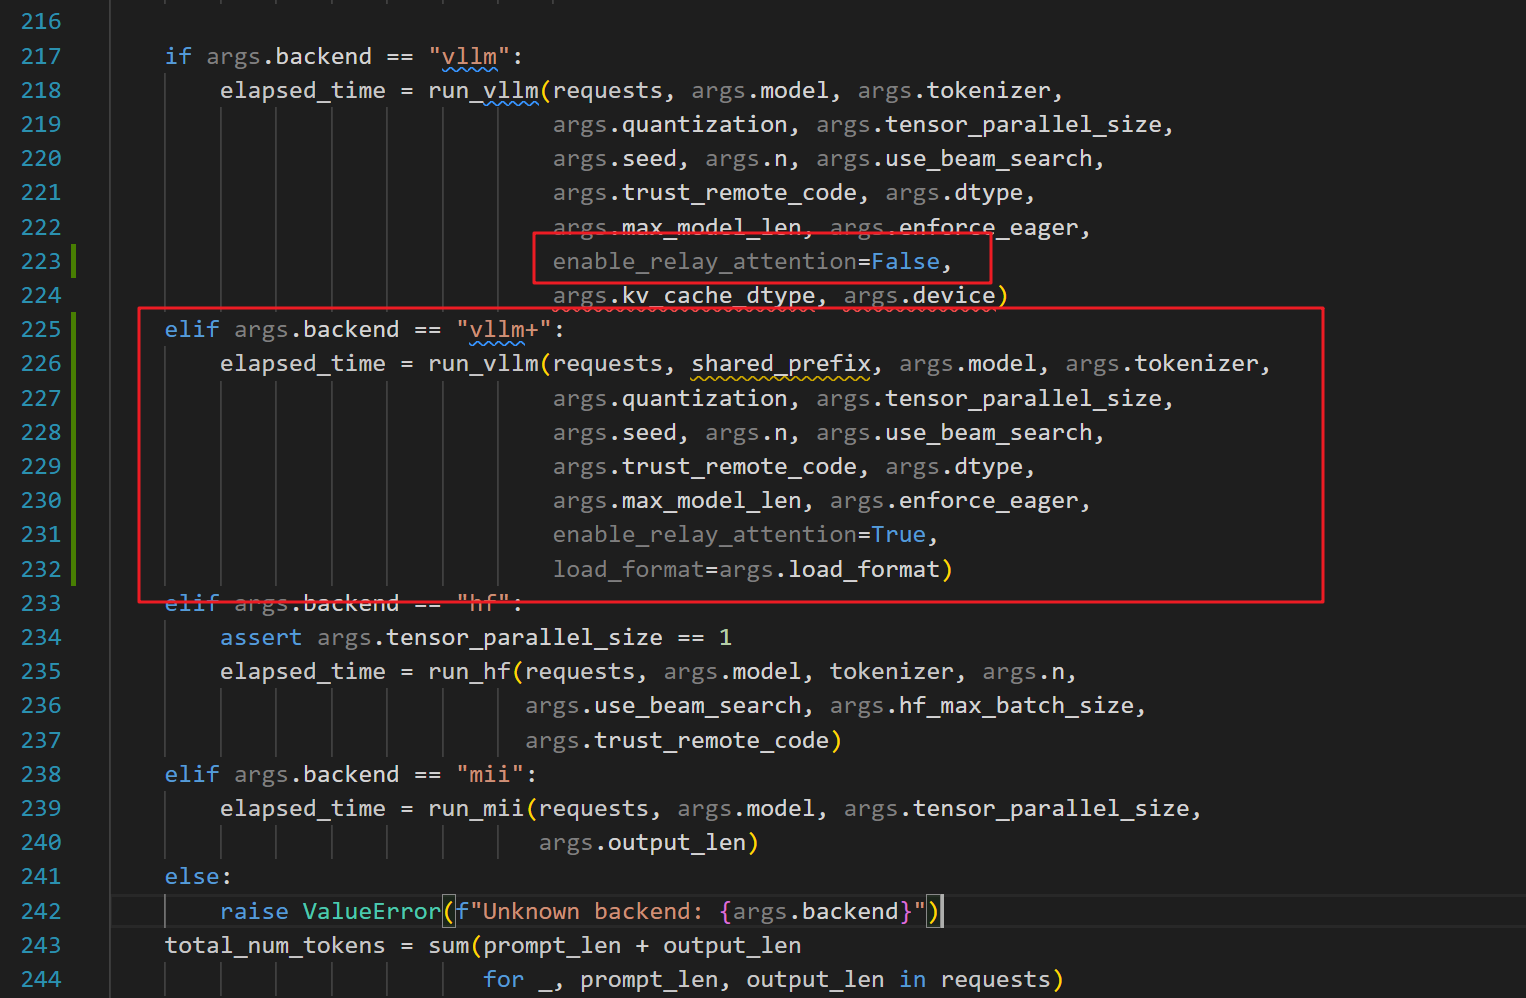 216
217 if args.backend == "vllm":
218 elapsed_time = run_vllm(requests, args.model, args.tokenizer,
219 args.quantization, args.tensor_parallel_size,
220 args.seed, args.n, args.use_beam_search,
221 args.trust_remote_code, args.dtype,
222 args.max_model_len, args.enforce_eager,
223 enable_relay_attention=False,
224 args.kv_cache_dtype, args.device)
225 elif args.backend == "vllm+":
226 elapsed_time = run_vllm(requests, shared_prefix, args.model, args.tokenizer,
227 args.quantization, args.tensor_parallel_size,
228 args.seed, args.n, args.use_beam_search,
229 args.trust_remote_code, args.dtype,
230 args.max_model_len, args.enforce_eager,
231 enable_relay_attention=True,
232 load_format=args.load_format)
233 elif args.backend == "hf":
234 assert args.tensor_parallel_size == 1
235 elapsed_time = run_hf(requests, args.model, tokenizer, args.n,
236 args.use_beam_search, args.hf_max_batch_size,
237 args.trust_remote_code)
238 elif args.backend == "mii":
239 elapsed_time = run_mii(requests, args.model, args.tensor_parallel_size,
240 args.output_len)
241 else:
242 raise ValueError(f"Unknown backend: {args.backend}")
243 total_num_tokens = sum(prompt_len + output_len
244 for _, prompt_len, output_len in requests)